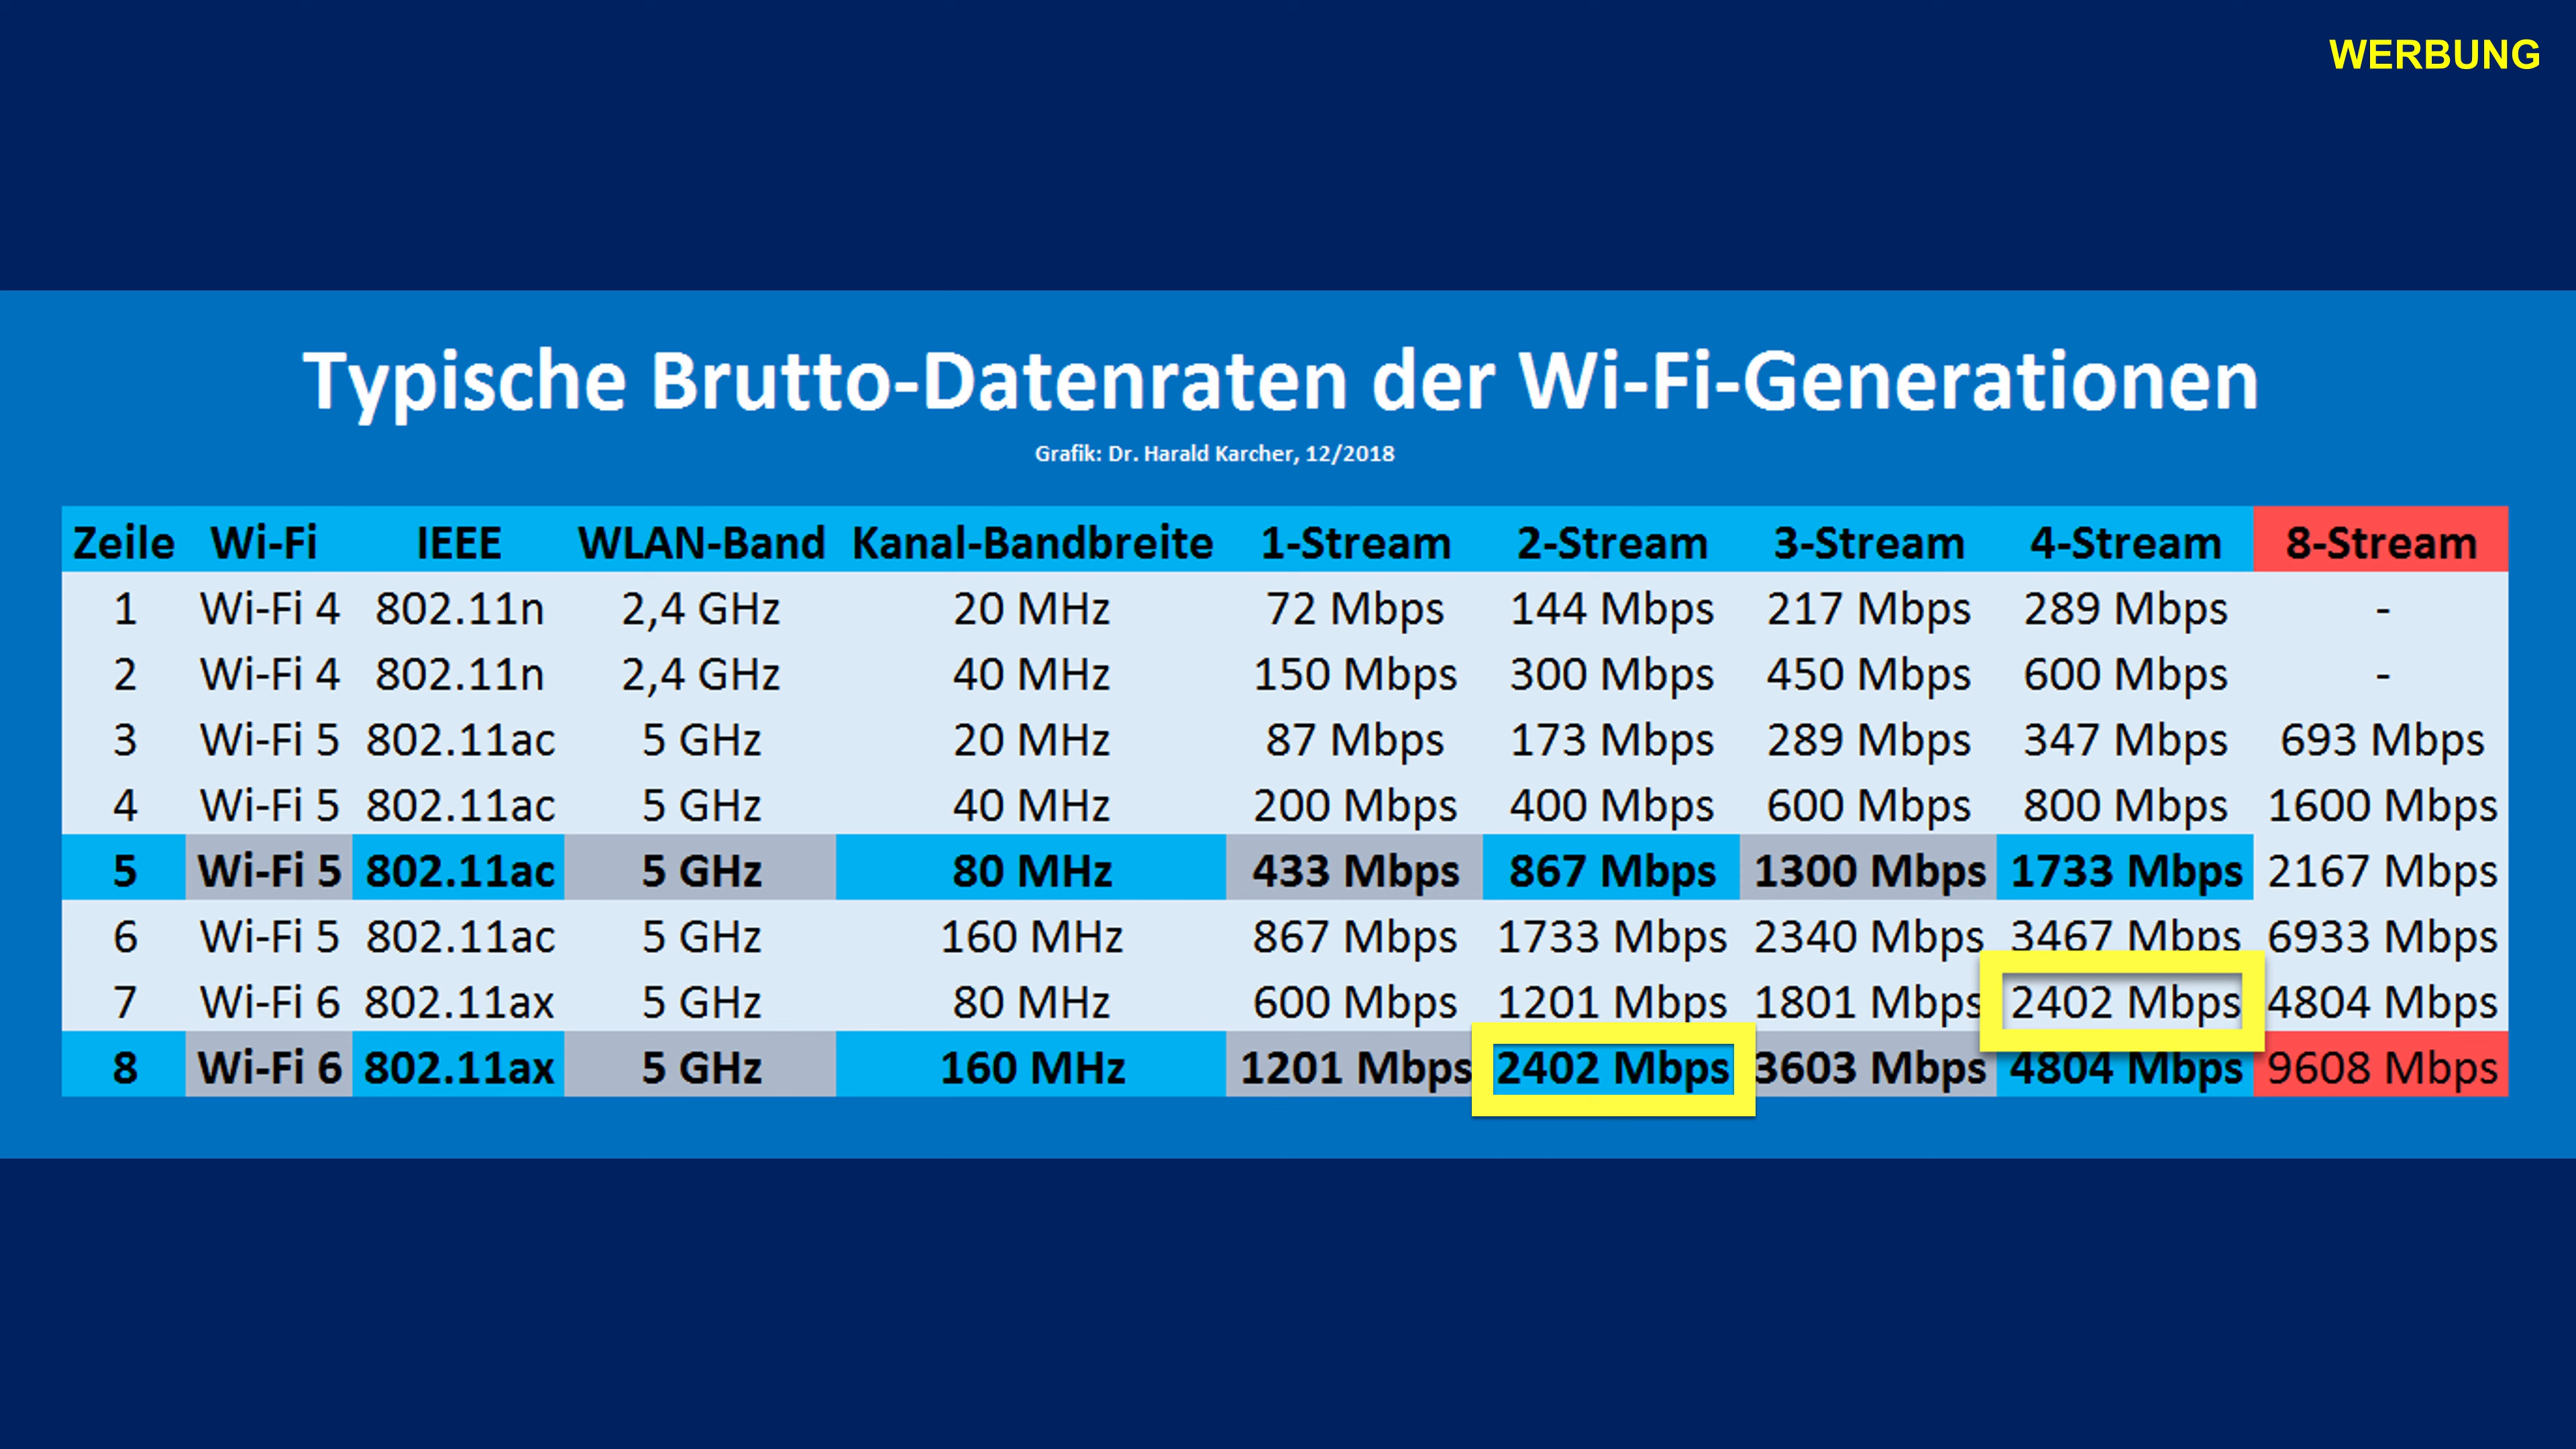 WERBUNG
Typische Brutto-Datenraten der Wi-Fi-Generationen
Grafik: Dr. Harald Karcher, 12/2018
Zeile Wi-Fi IEEE WLAN-Band Kanal-Bandbreite 1-Stream 2-Stream 3-Stream 4-Stream 8-Stream
1 Wi-Fi 4 802.11n 2,4 GHz 20 MHz 72 Mbps 144 Mbps 217 Mbps 289 Mbps -
2 Wi-Fi 4 802.11n 2,4 GHz 40 MHz 150 Mbps 300 Mbps 450 Mbps 600 Mbps -
3 Wi-Fi 5 802.11ac 5 GHz 20 MHz 87 Mbps 173 Mbps 289 Mbps 347 Mbps 693 Mbps
4 Wi-Fi 5 802.11ac 5 GHz 40 MHz 200 Mbps 400 Mbps 600 Mbps 800 Mbps 1600 Mbps
5 Wi-Fi 5 802.11ac 5 GHz 80 MHz 433 Mbps 867 Mbps 1300 Mbps 1733 Mbps 2167 Mbps
6 Wi-Fi 5 802.11ac 5 GHz 160 MHz 867 Mbps 1733 Mbps 2340 Mbps 3467 Mbps 6933 Mbps
7 Wi-Fi 6 802.11ax 5 GHz 80 MHz 600 Mbps 1201 Mbps 1801 Mbps 2402 Mbps 4804 Mbps
8 Wi-Fi 6 802.11ax 5 GHz 160 MHz 1201 Mbps 2402 Mbps 3603 Mbps 4804 Mbps 9608 Mbps